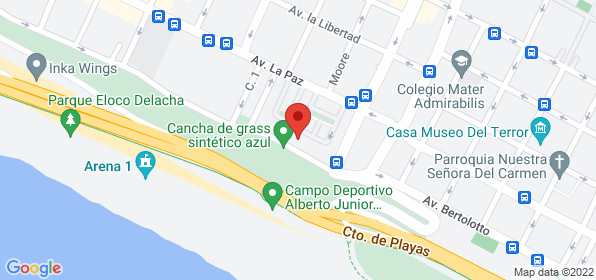 Av. la Libertad
Inka Wings
Av. La Paz
C. 1
Moore
Colegio Mater
Admirabilis
Parque Eloco Delacha
Cancha de grass
sintético azul
Casa Museo Del Terror
Arena 1
Parroquia Nuestra
Señora Del Carmen
Campo Deportivo
Alberto Junior...
Av. Bertolotto
Cto. de Playas
Google
Map data ©2022